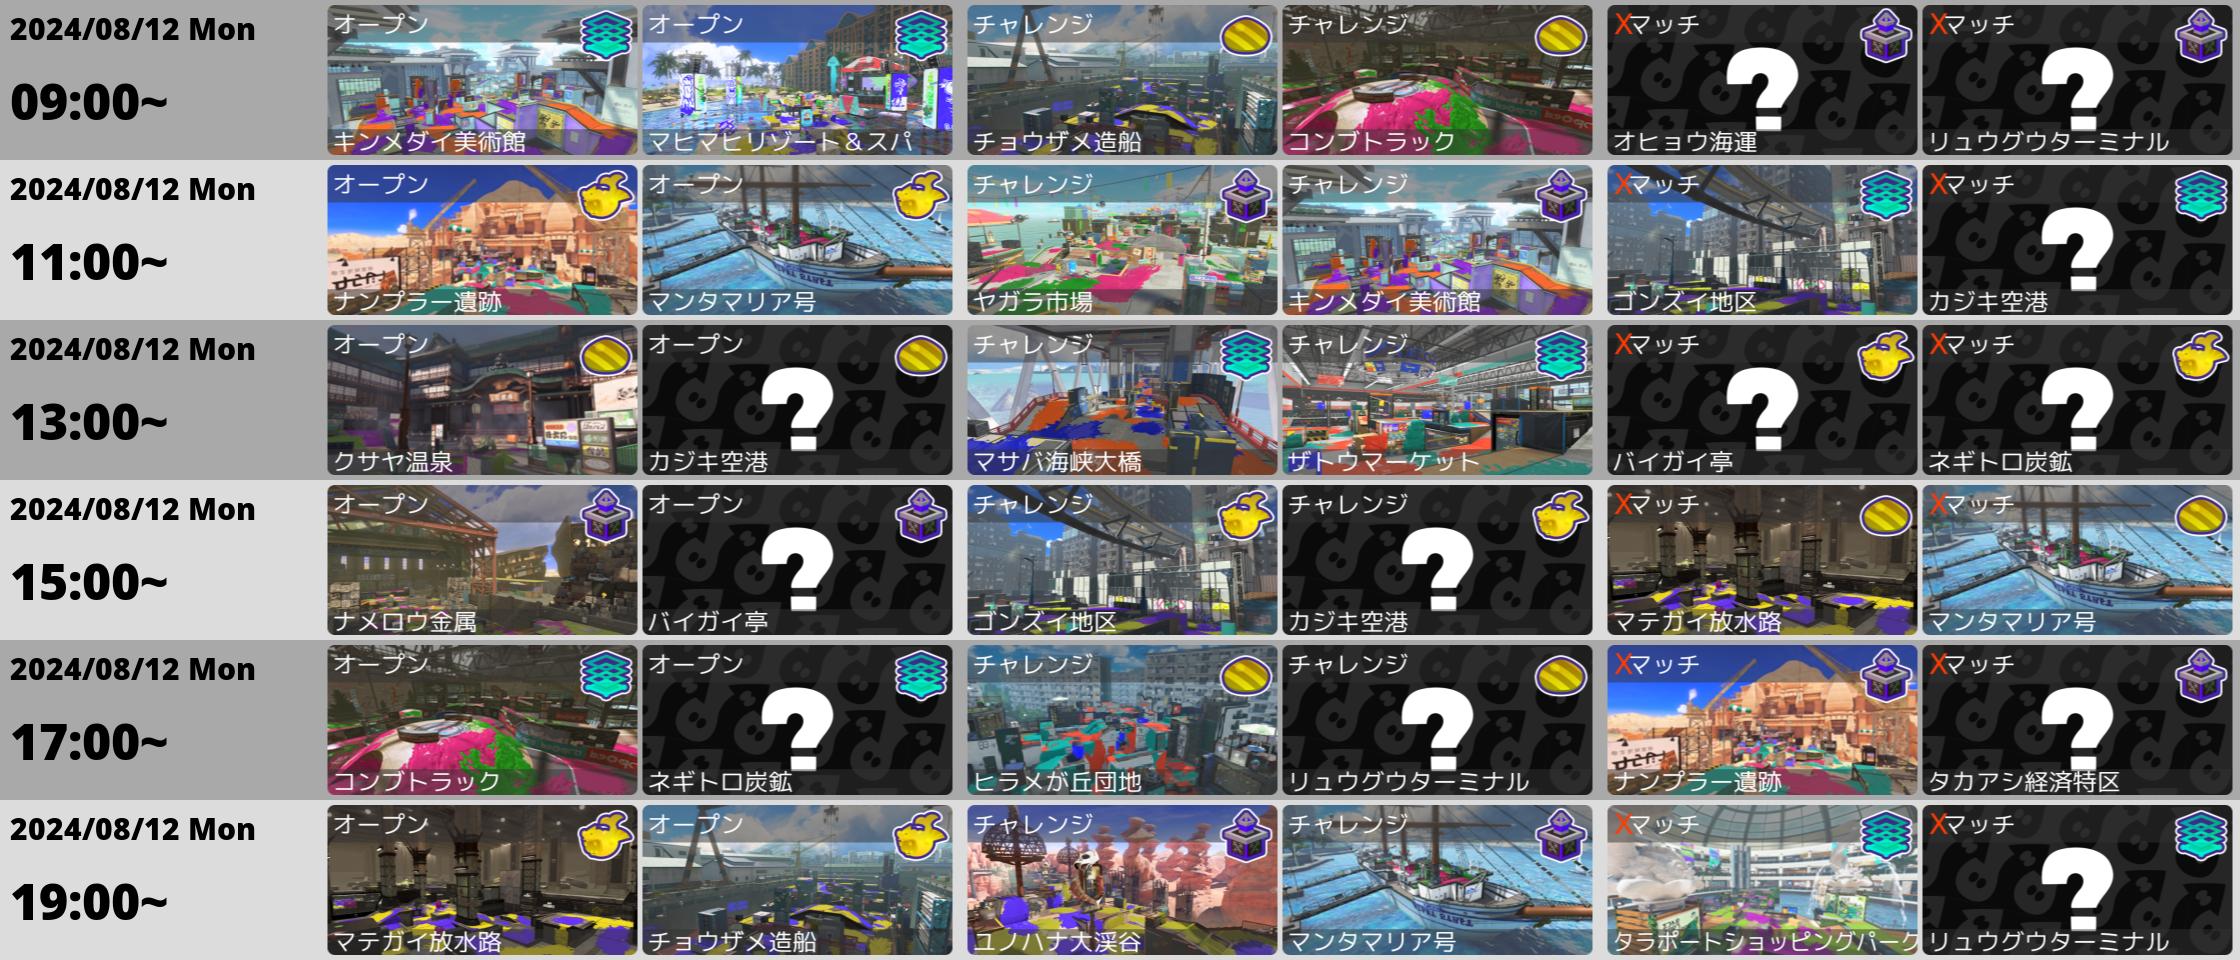 2024/08/12 Mon
09:00~
オープン
キンメダイ美術館
オープン
マヒマヒリゾート＆スパ
チャレンジ
チョウザメ造船
チャレンジ
コンブトラック
Xマッチ
オヒョウ海運
Xマッチ
リュウグウターミナル
2024/08/12 Mon
11:00~
オープン
ナンプラー遺跡
オープン
マンタマリア号
チャレンジ
ヤガラ市場
チャレンジ
キンメダイ美術館
Xマッチ
ゴンズイ地区
Xマッチ
カジキ空港
2024/08/12 Mon
13:00~
オープン
クサヤ温泉
オープン
カジキ空港
チャレンジ
マサバ海峡大橋
チャレンジ
ザトウマーケット
Xマッチ
バイガイ亭
Xマッチ
ネギトロ炭鉱
2024/08/12 Mon
15:00~
オープン
ナメロウ金属
オープン
バイガイ亭
チャレンジ
ゴンズイ地区
チャレンジ
カジキ空港
Xマッチ
マテガイ放水路
Xマッチ
マンタマリア号
2024/08/12 Mon
17:00~
オープン
コンブトラック
オープン
ネギトロ炭鉱
チャレンジ
ヒラメが丘団地
チャレンジ
リュウグウターミナル
Xマッチ
ナンプラー遺跡
Xマッチ
タカアシ経済特区
2024/08/12 Mon
19:00~
オープン
マテガイ放水路
オープン
チョウザメ造船
チャレンジ
ユノハナ大渓谷
チャレンジ
マンタマリア号
Xマッチ
タラポートショッピングパーク
Xマッチ
リュウグウターミナル